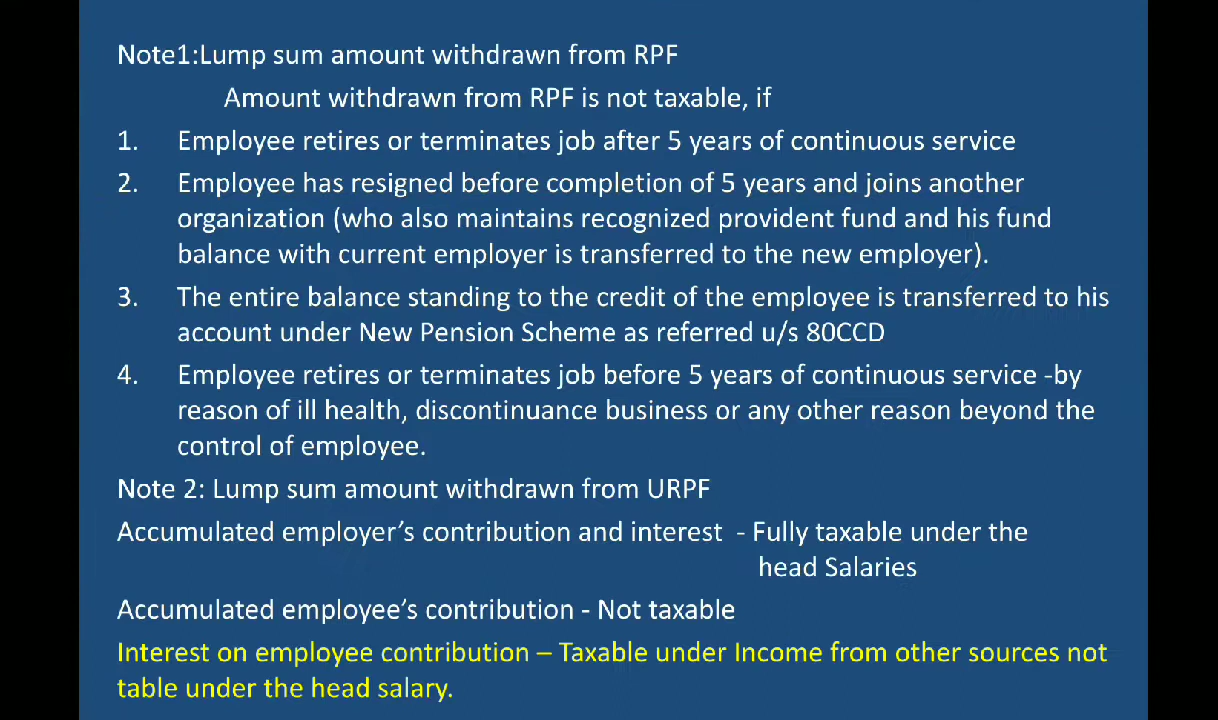 Note1:Lump sum amount withdrawn from RPF
Amount withdrawn from RPF is not taxable, if
1. Employee retires or terminates job after 5 years of continuous service
2. Employee has resigned before completion of 5 years and joins another
organization (who also maintains recognized provident fund and his fund
balance with current employer is transferred to the new employer).
3. The entire balance standing to the credit of the employee is transferred to his
account under New Pension Scheme as referred u/s 80CCD
4. Employee retires or terminates job before 5 years of continuous service -by
reason of ill health, discontinuance business or any other reason beyond the
control of employee.
Note 2: Lump sum amount withdrawn from URPF
Accumulated employer’s contribution and interest - Fully taxable under the
head Salaries
Accumulated employee’s contribution - Not taxable
Interest on employee contribution – Taxable under Income from other sources not
table under the head salary.